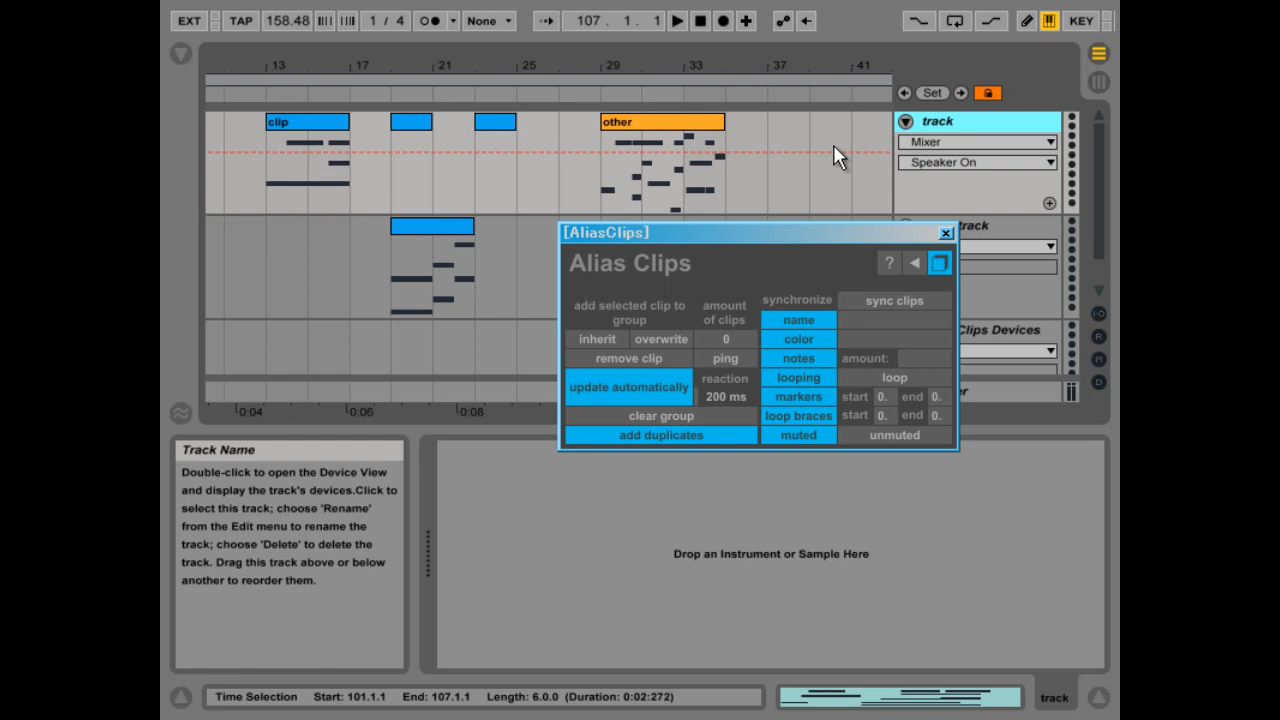 EXT TAP 158.48 1 / 4 None 107 . 1 . 1 KEY
13 17 21 25 29 33 37 41
Set
clip other track
Mixer
Speaker On
track
[AliasClips]
Alias Clips ?
add selected clip to group
amount of clips
inherit overwrite 0
remove clip ping
update automatically
reaction
200 ms
clear group
add duplicates
synchronize sync clips
name
color
notes amount:
looping loop
markers start 0. end 0.
loop braces start 0. end 0.
muted unmuted
Clips Devices
I-O
R
M
D
0:04 0:06 0:08
Track Name
Double-click to open the Device View
and display the track's devices.Click to
select this track; choose 'Rename'
from the Edit menu to rename the
track; choose 'Delete' to delete the
track. Drag this track above or below
another to reorder them.
Drop an Instrument or Sample Here
Time Selection Start: 101.1.1 End: 107.1.1 Length: 6.0.0 (Duration: 0:02:272)
track